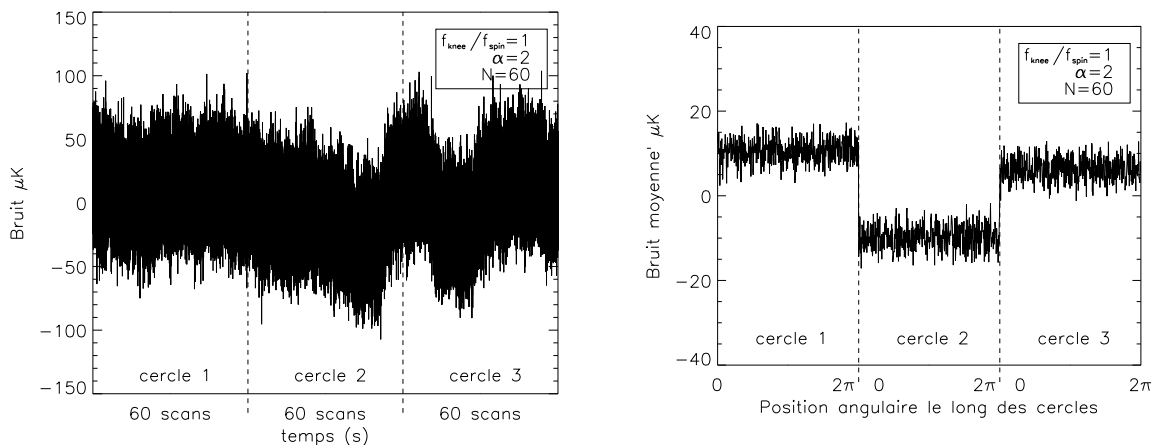 150
100
50
0
−50
−100
−150
Bruit μK
f_knee/f_spin=1
α=2
N=60
cercle 1
cercle 2
cercle 3
60 scans
60 scans
60 scans
temps (s)
40
20
0
−20
−40
Bruit moyenne' μK
f_knee/f_spin=1
α=2
N=60
cercle 1
cercle 2
cercle 3
0
2π
0
2π
0
2π
Position angulaire le long des cercles